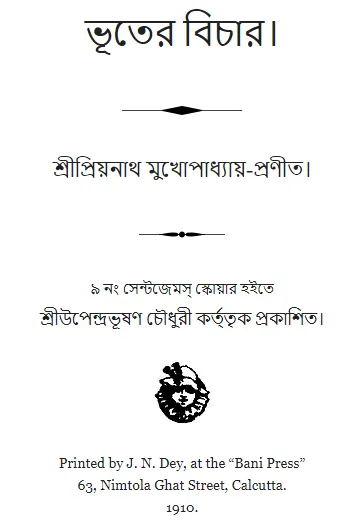 ভূতের বিচার।
শ্রীপ্রিয়নাথ মুখোপাধ্যায়-প্রণীত।
৯ নং সেন্টজেমস্ স্কোয়ার হইতে
শ্রীউপেন্দ্রভূষণ চৌধুরী কর্ত্তৃক প্রকাশিত।
Printed by J. N. Dey, at the “Bani Press”
63, Nimtola Ghat Street, Calcutta.
1910.